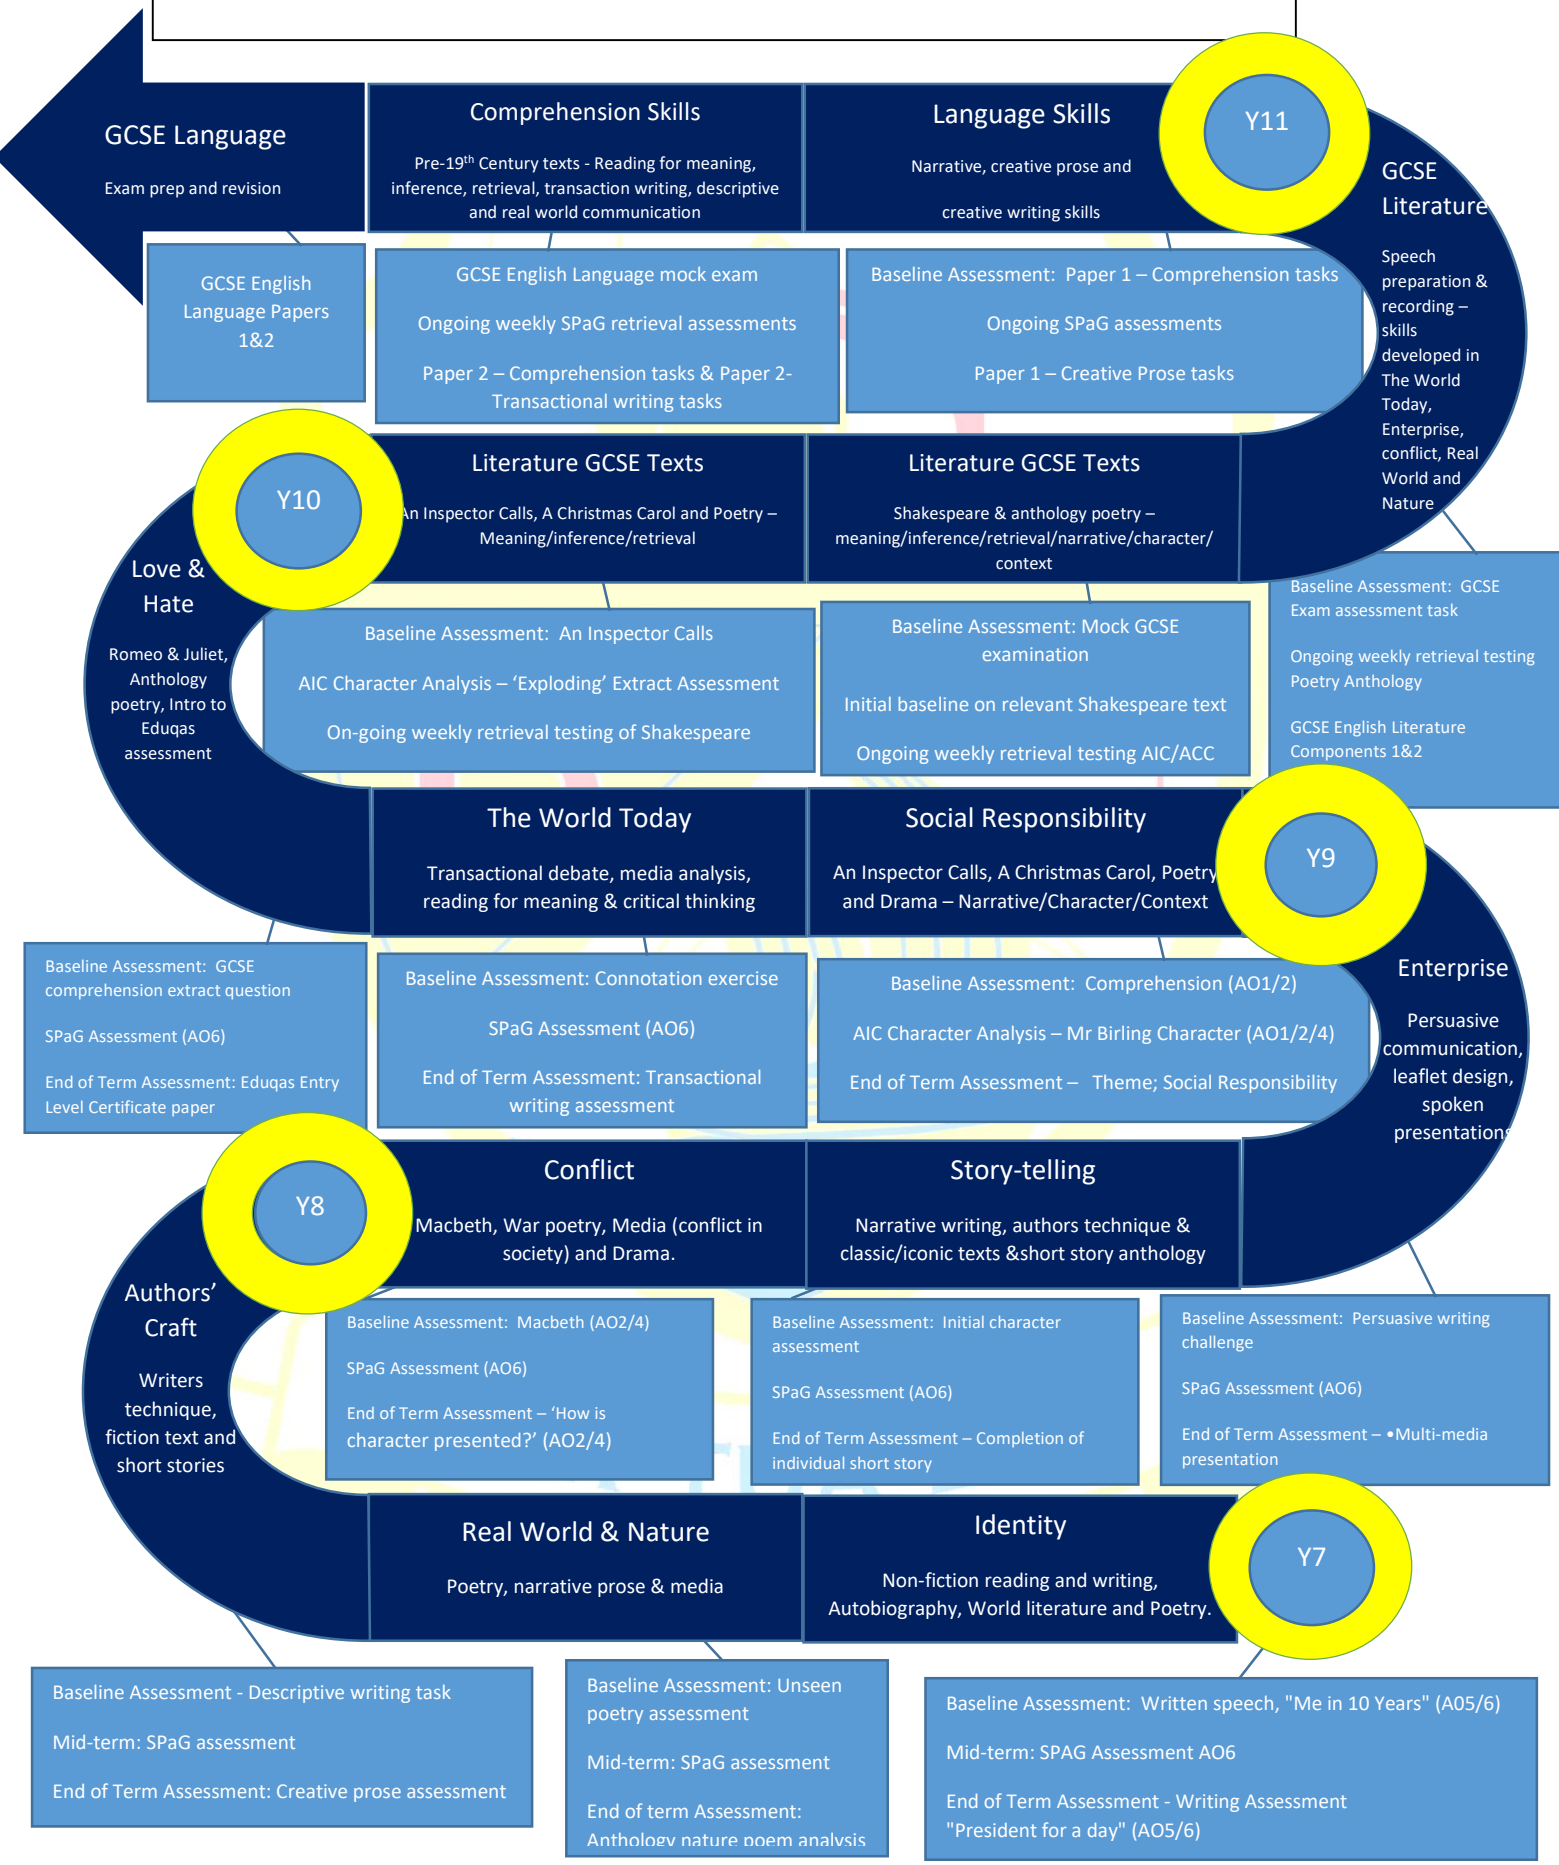 GCSE Language
Exam prep and revision
Comprehension Skills
Pre-19th Century texts - Reading for meaning,
inference, retrieval, transaction writing, descriptive
and real world communication
Language Skills
Narrative, creative prose and
creative writing skills
Y11
GCSE
Literature
Speech
preparation &
recording –
skills
developed in
The World
Today,
Enterprise,
conflict, Real
World and
Nature
GCSE English
Language Papers
1&2
GCSE English Language mock exam
Ongoing weekly SPaG retrieval assessments
Paper 2 – Comprehension tasks & Paper 2-
Transactional writing tasks
Baseline Assessment: Paper 1 – Comprehension tasks
Ongoing SPaG assessments
Paper 1 – Creative Prose tasks
Y10
Literature GCSE Texts
An Inspector Calls, A Christmas Carol and Poetry –
Meaning/inference/retrieval
Literature GCSE Texts
Shakespeare & anthology poetry –
meaning/inference/retrieval/narrative/character/
context
Love &
Hate
Romeo & Juliet,
Anthology
poetry, Intro to
Eduqas
assessment
Baseline Assessment: An Inspector Calls
AIC Character Analysis – ‘Exploding’ Extract Assessment
On-going weekly retrieval testing of Shakespeare
Baseline Assessment: Mock GCSE
examination
Initial baseline on relevant Shakespeare text
Ongoing weekly retrieval testing AIC/ACC
Baseline Assessment: GCSE
Exam assessment task
Ongoing weekly retrieval testing
Poetry Anthology
GCSE English Literature
Components 1&2
The World Today
Transactional debate, media analysis,
reading for meaning & critical thinking
Social Responsibility
An Inspector Calls, A Christmas Carol, Poetry
and Drama – Narrative/Character/Context
Y9
Enterprise
Persuasive
communication,
leaflet design,
spoken
presentations
Baseline Assessment: GCSE
comprehension extract question
SPaG Assessment (AO6)
End of Term Assessment: Eduqas Entry
Level Certificate paper
Baseline Assessment: Connotation exercise
SPaG Assessment (AO6)
End of Term Assessment: Transactional
writing assessment
Baseline Assessment: Comprehension (AO1/2)
AIC Character Analysis – Mr Birling Character (AO1/2/4)
End of Term Assessment – Theme; Social Responsibility
Y8
Conflict
Macbeth, War poetry, Media (conflict in
society) and Drama.
Story-telling
Narrative writing, authors technique &
classic/iconic texts &short story anthology
Authors’
Craft
Writers
technique,
fiction text and
short stories
Baseline Assessment: Macbeth (AO2/4)
SPaG Assessment (AO6)
End of Term Assessment – ‘How is
character presented?’ (AO2/4)
Baseline Assessment: Initial character
assessment
SPaG Assessment (AO6)
End of Term Assessment – Completion of
individual short story
Baseline Assessment: Persuasive writing
challenge
SPaG Assessment (AO6)
End of Term Assessment – •Multi-media
presentation
Real World & Nature
Poetry, narrative prose & media
Identity
Non-fiction reading and writing,
Autobiography, World literature and Poetry.
Y7
Baseline Assessment - Descriptive writing task
Mid-term: SPaG assessment
End of Term Assessment: Creative prose assessment
Baseline Assessment: Unseen
poetry assessment
Mid-term: SPaG assessment
End of term Assessment:
Anthology nature poem analysis
Baseline Assessment: Written speech, "Me in 10 Years" (A05/6)
Mid-term: SPAG Assessment AO6
End of Term Assessment - Writing Assessment
"President for a day" (AO5/6)